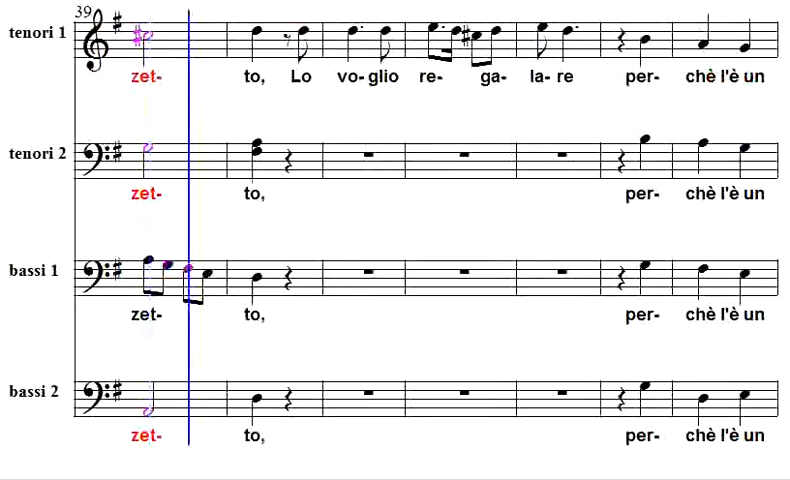 39
tenori 1
zet- to, Lo vo- glio re- ga- la- re per- chè l'è un
tenori 2
zet- to, per- chè l'è un
bassi 1
zet- to, per- chè l'è un
bassi 2
zet- to, per- chè l'è un